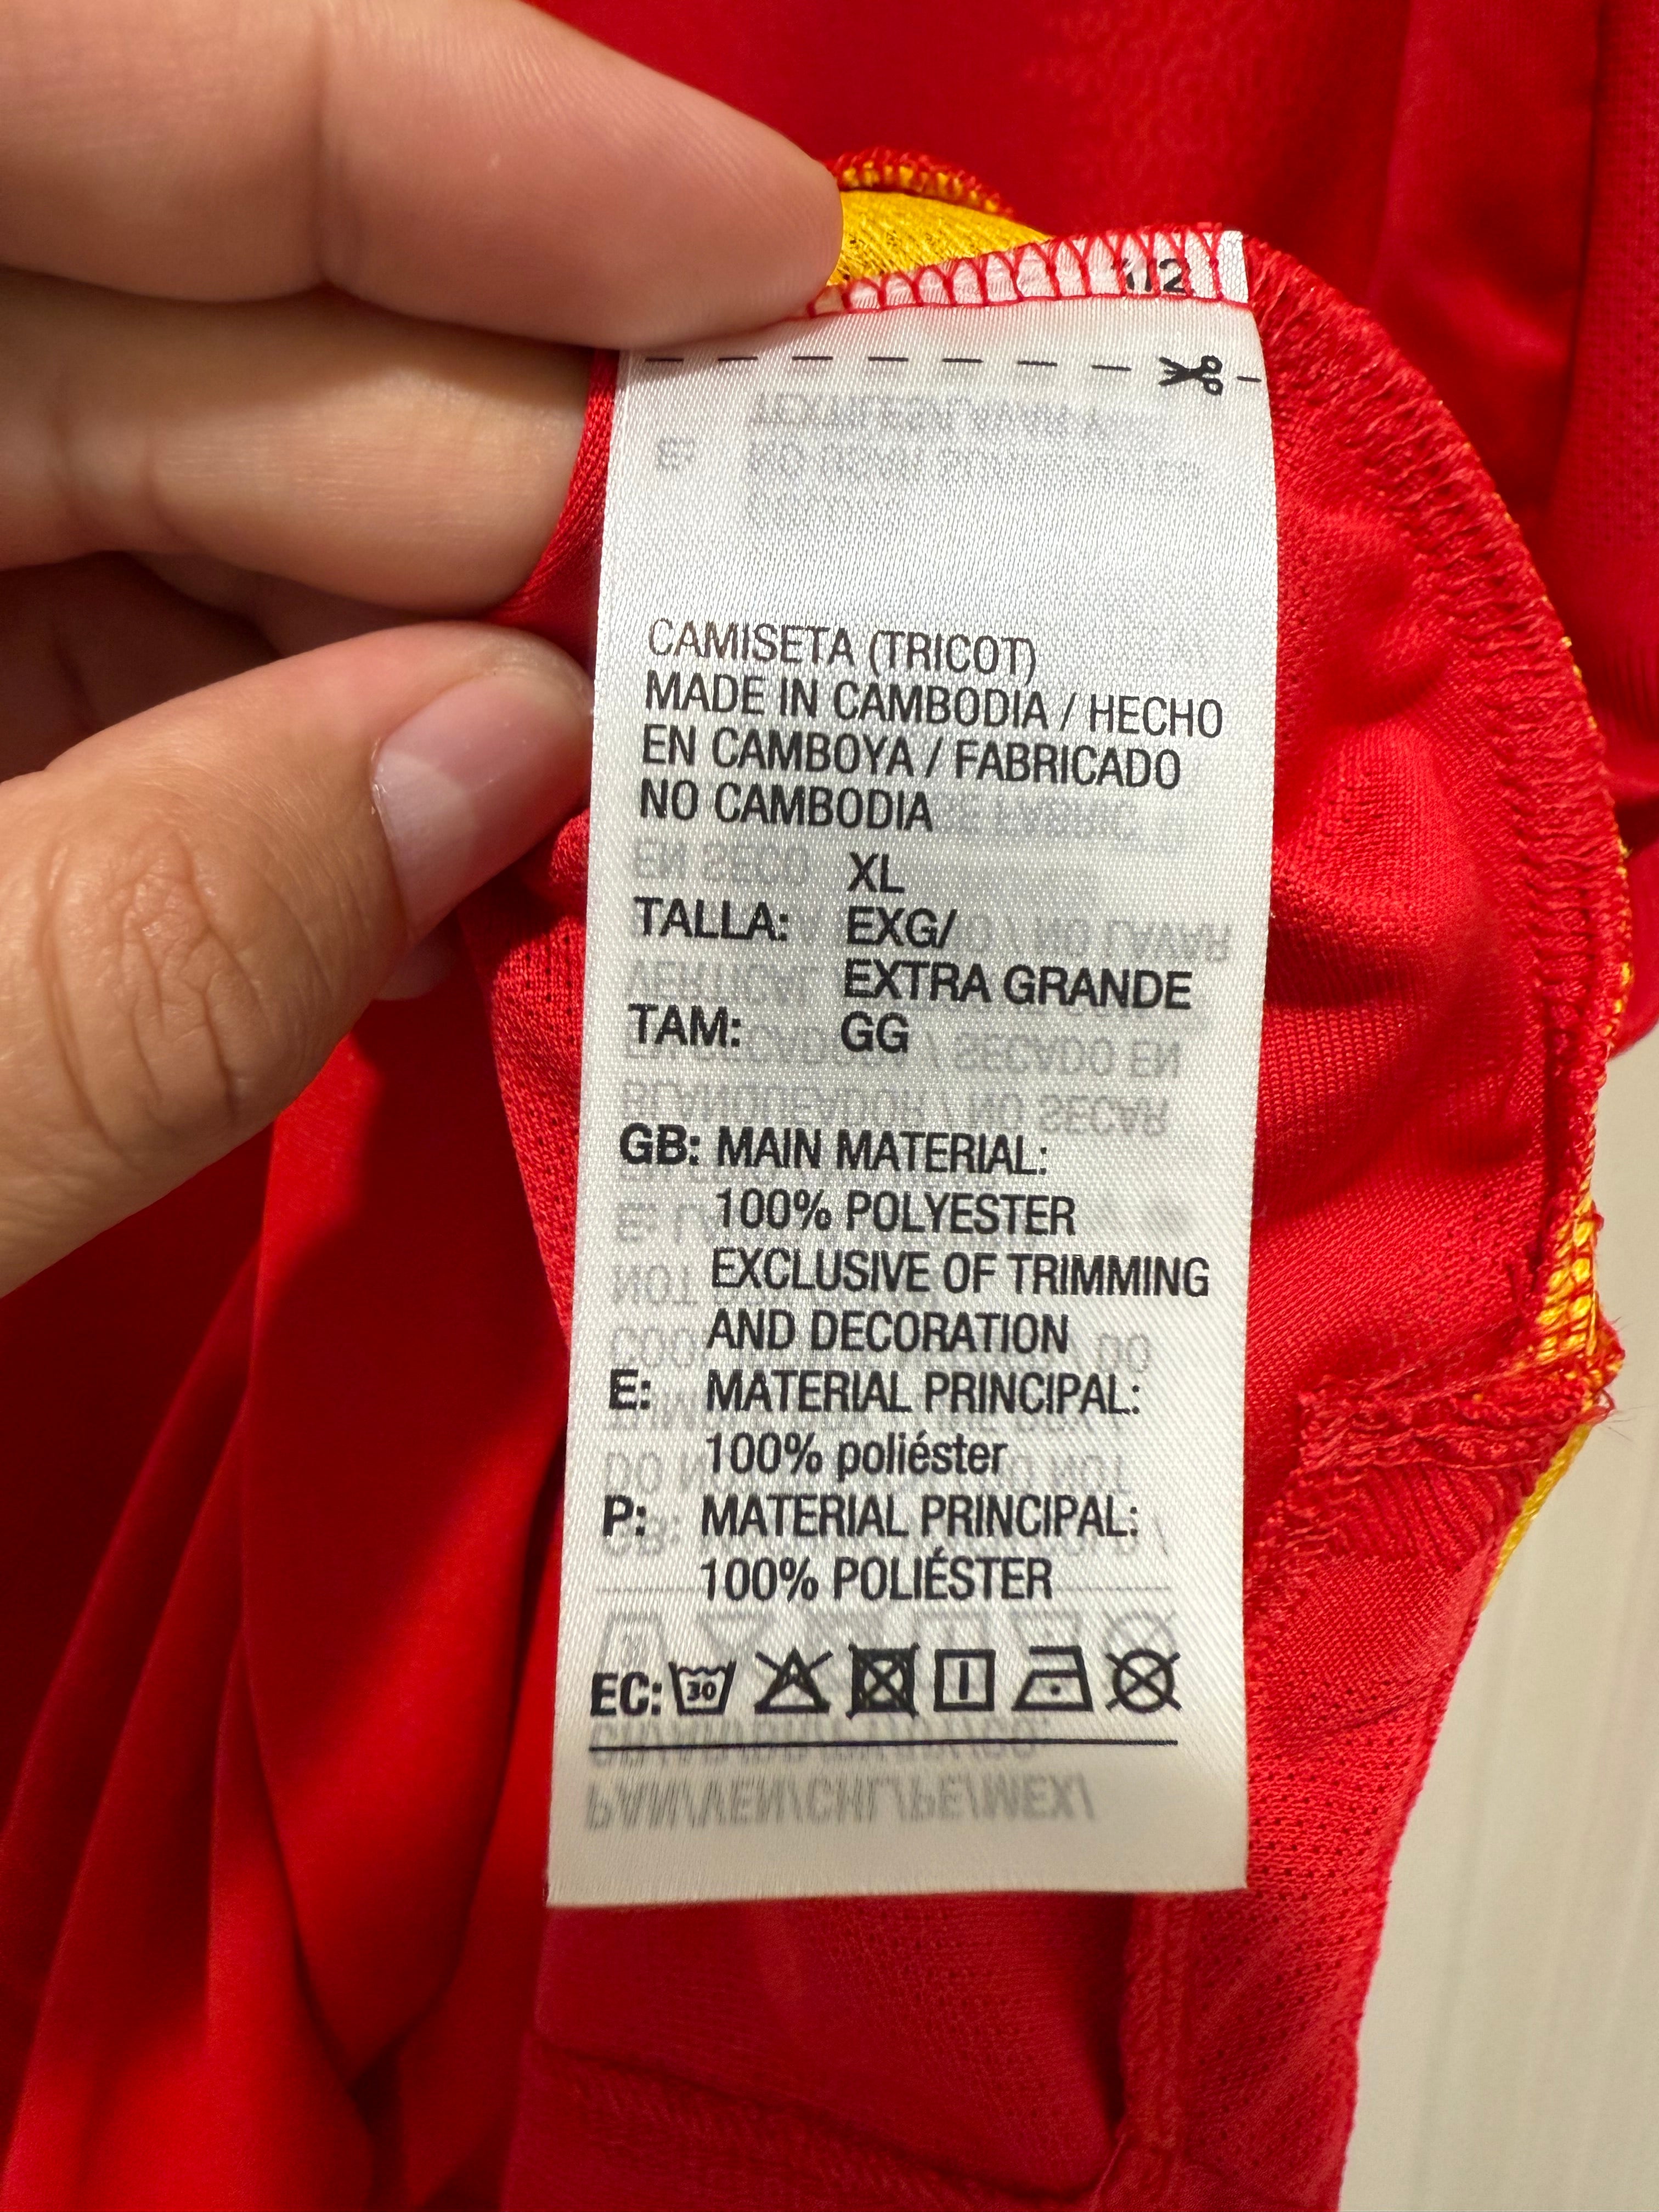 1/2
CAMISETA (TRICOT)
MADE IN CAMBODIA / HECHO
EN CAMBOYA / FABRICADO
NO CAMBODIA
XL
TALLA: EXG/
EXTRA GRANDE
TAM: GG
GB: MAIN MATERIAL:
100% POLYESTER
EXCLUSIVE OF TRIMMING
AND DECORATION
E: MATERIAL PRINCIPAL:
100% poliéster
P: MATERIAL PRINCIPAL:
100% POLIÉSTER
EC: 30